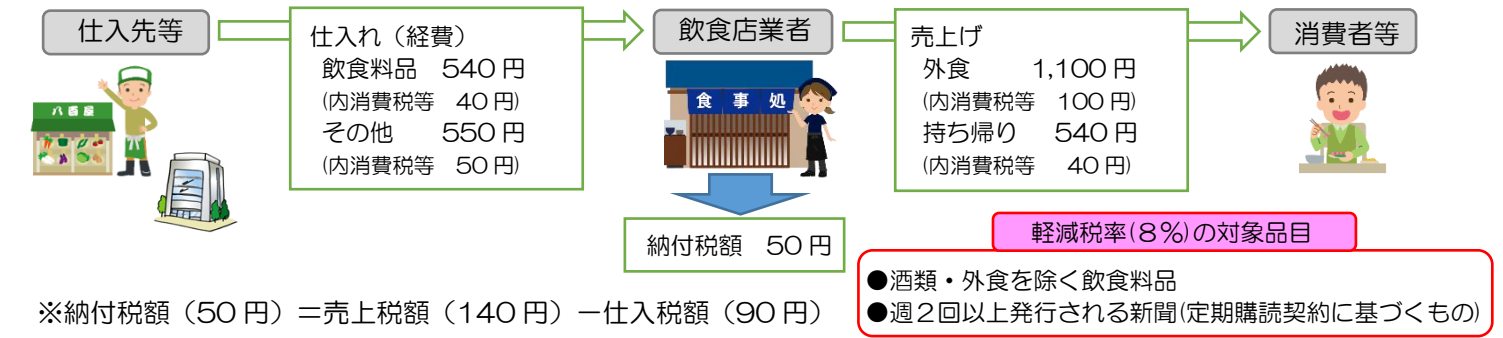 仕入先等
八百屋
仕入れ（経費）
飲食料品 540円
(内消費税等 40円)
その他 550円
(内消費税等 50円)
飲食店業者
食事処
売上げ
外食 1,100円
(内消費税等 100円)
持ち帰り 540円
(内消費税等 40円)
消費者等
納付税額 50円
軽減税率(8%)の対象品目
●酒類・外食を除く飲食料品
●週２回以上発行される新聞(定期購読契約に基づくもの)
※納付税額（50円）＝売上税額（140円）－仕入税額（90円）